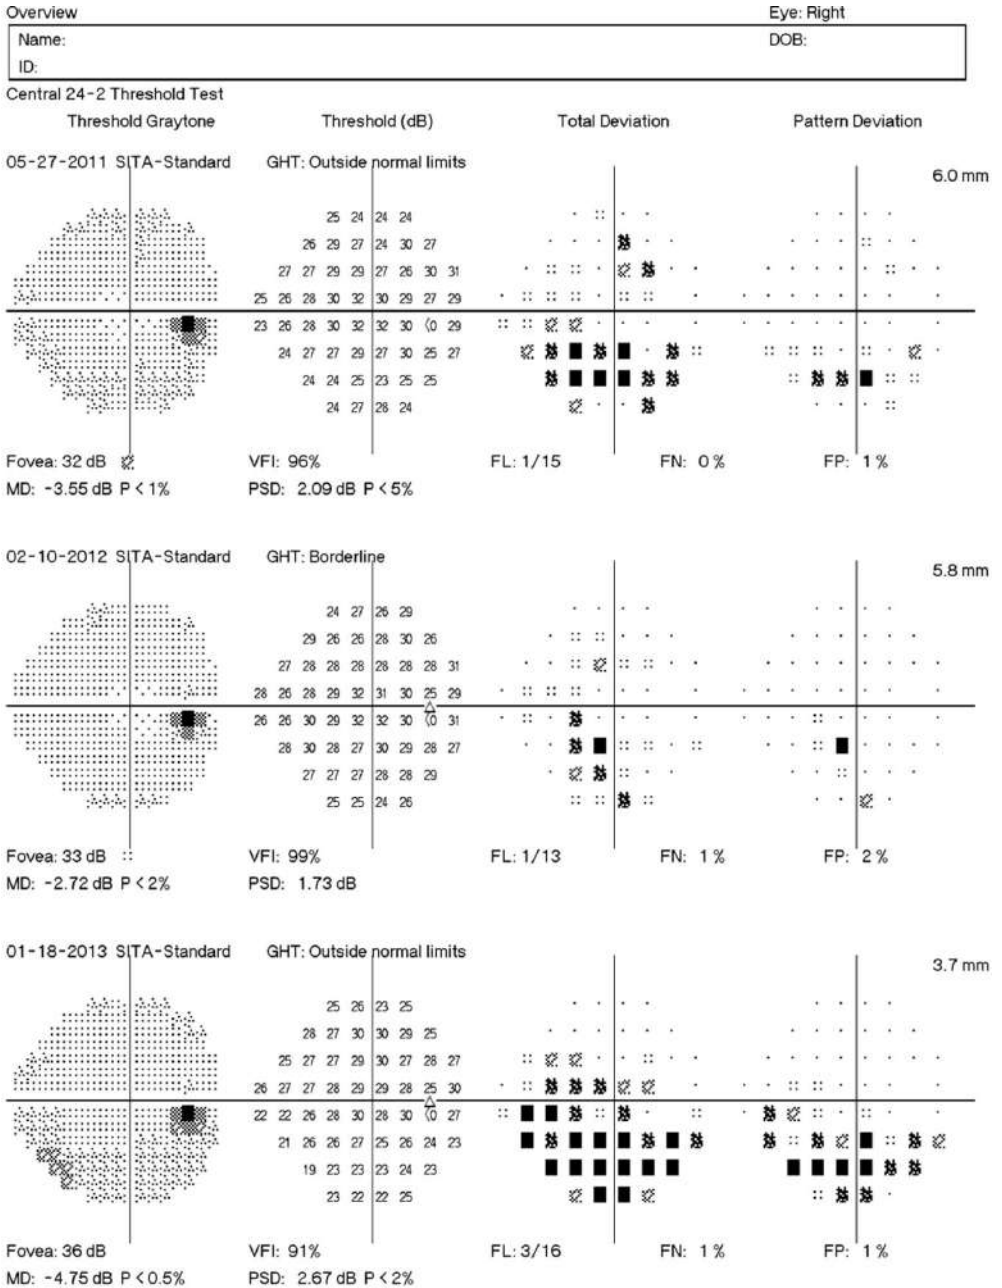 Overview Eye: Right
Name: DOB:
ID:
Central 24-2 Threshold Test
Threshold Graytone Threshold (dB) Total Deviation Pattern Deviation
05-27-2011 SITA-Standard GHT: Outside normal limits 6.0 mm
25 24 24 24
26 29 27 24 30 27
27 27 29 29 27 26 30 31
25 26 28 30 32 30 29 27 29
23 26 28 30 32 32 30 (0 29
24 27 27 29 27 30 25 27
24 24 25 23 25 25
24 27 28 24
Fovea: 32 dB VFI: 96% FL: 1/15 FN: 0% FP: 1%
MD: -3.55 dB P < 1% PSD: 2.09 dB P < 5%
02-10-2012 SITA-Standard GHT: Borderline 5.8 mm
24 27 26 29
29 26 26 28 30 26
27 28 28 28 28 28 28 31
28 26 28 29 32 31 30 25 29
26 26 30 29 32 32 30 (0 31
28 30 28 27 30 29 28 27
27 27 27 28 28 29
25 25 24 26
Fovea: 33 dB VFI: 99% FL: 1/13 FN: 1% FP: 2%
MD: -2.72 dB P < 2% PSD: 1.73 dB
01-18-2013 SITA-Standard GHT: Outside normal limits 3.7 mm
25 26 23 25
28 27 30 30 29 25
25 27 27 29 30 27 28 27
26 27 27 28 29 29 28 25 30
22 22 26 28 30 28 30 (0 27
21 26 26 27 25 26 24 23
19 23 23 23 24 23
23 22 22 25
Fovea: 36 dB VFI: 91% FL: 3/16 FN: 1% FP: 1%
MD: -4.75 dB P < 0.5% PSD: 2.67 dB P < 2%